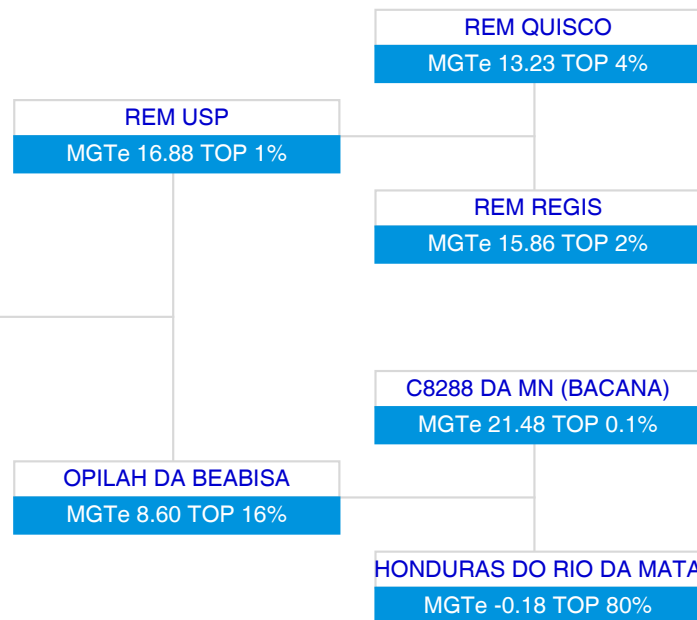 REM QUISCO
MGTe 13.23 TOP 4%
REM USP
MGTe 16.88 TOP 1%
REM REGIS
MGTe 15.86 TOP 2%
C8288 DA MN (BACANA)
MGTe 21.48 TOP 0.1%
OPILAH DA BEABISA
MGTe 8.60 TOP 16%
HONDURAS DO RIO DA MATA
MGTe -0.18 TOP 80%